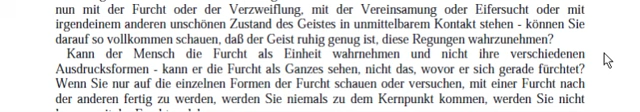 nun mit der Furcht oder der Verzweiflung, mit der Vereinsamung oder Eifersucht oder mit
irgendeinem anderen unschönen Zustand des Geistes in unmittelbarem Kontakt stehen - können Sie
darauf so vollkommen schauen, daß der Geist ruhig genug ist, diese Regungen wahrzunehmen?
Kann der Mensch die Furcht als Einheit wahrnehmen und nicht ihre verschiedenen
Ausdrucksformen - kann er die Furcht als Ganzes sehen, nicht das, wovor er sich gerade fürchtet?
Wenn Sie nur auf die einzelnen Formen der Furcht schauen oder versuchen, mit einer Furcht nach
der anderen fertig zu werden, werden Sie niemals zu dem Kernpunkt kommen, werden Sie nicht